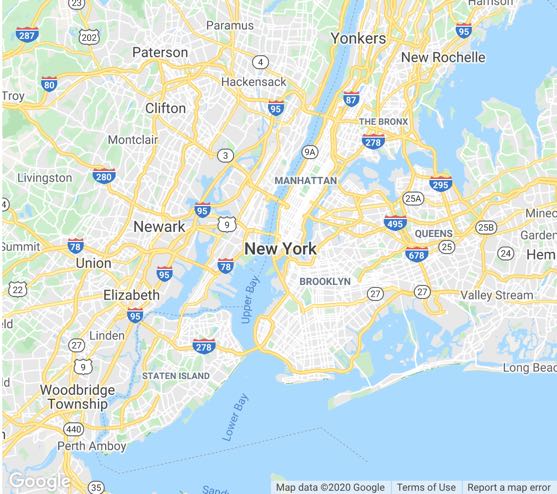 Paramus
Harrison
202
287
95
Yonkers
Paterson
4
New Rochelle
Hackensack
80
Troy
Clifton
95
87
THE BRONX
278
Montclair
9A
3
Livingston
280
MANHATTAN
295
25A
95
9
495
Mineo
Newark
25B
QUEENS
Garden
Summit
78
New York
25
24
Hem
Union
78
678
95
22
BROOKLYN
Elizabeth
Upper Bay
27
27
Valley Stream
95
Linden
27
278
9
Long Bea
STATEN ISLAND
Woodbridge
Township
Lower Bay
440
Perth Amboy
Google
35
Sand
Map data ©2020 Google
Terms of Use
Report a map error